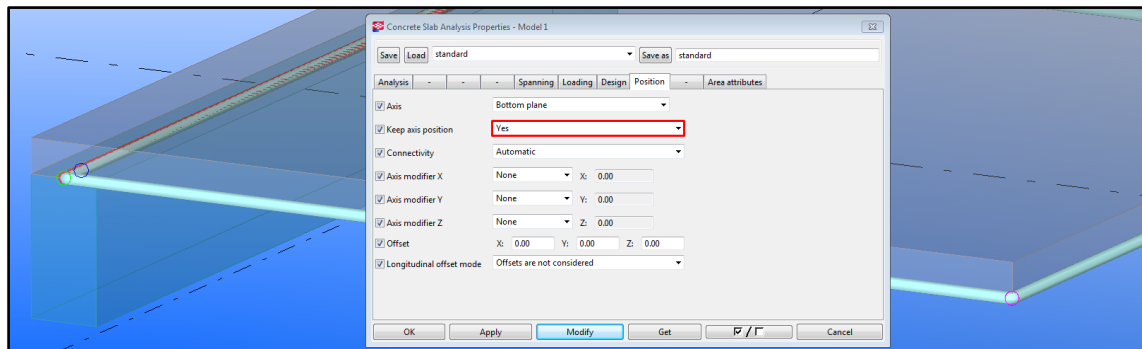 Concrete Slab Analysis Properties - Model 1
Save Load standard Save as standard
Analysis - - - Spanning Loading Design Position - Area attributes
Axis Bottom plane
Keep axis position Yes
Connectivity Automatic
Axis modifier X None X: 0.00
Axis modifier Y None Y: 0.00
Axis modifier Z None Z: 0.00
Offset X: 0.00 Y: 0.00 Z: 0.00
Longitudinal offset mode Offsets are not considered
OK Apply Modify Get / Cancel